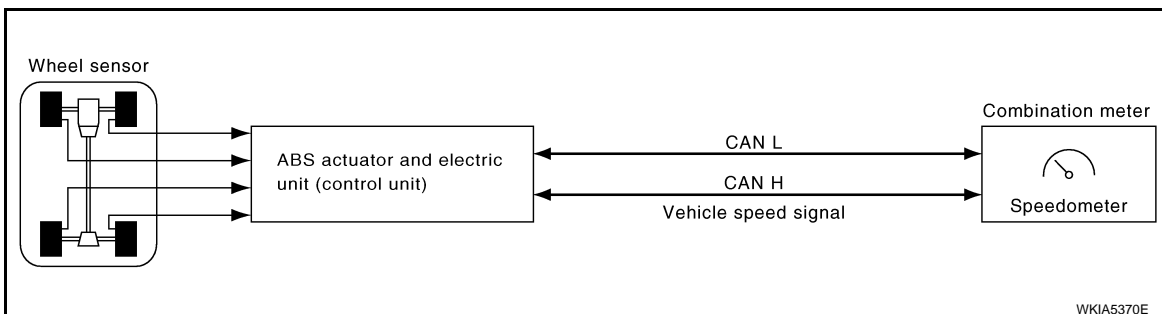 Wheel sensor
ABS actuator and electric
unit (control unit)
CAN L
CAN H
Vehicle speed signal
Combination meter
Speedometer
WKIA5370E